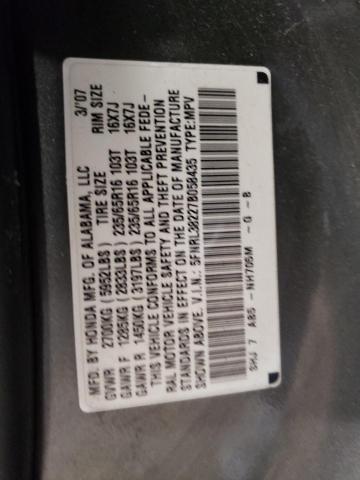 MFD. BY HONDA MFG. OF ALABAMA, LLC 3/'07
GVWR 2700KG (5952LBS) TIRE SIZE RIM SIZE
GAWR F 1285KG (2833LBS) 235/65R16 103T 16X7J
GAWR R 1450KG (3197LBS) 235/65R16 103T 16X7J
THIS VEHICLE CONFORMS TO ALL APPLICABLE FEDE-
RAL MOTOR VEHICLE SAFETY AND THEFT PREVENTION
STANDARDS IN EFFECT ON THE DATE OF MANUFACTURE
SHOWN ABOVE. V.I.N.: 5FNRL38227B058435 TYPE:MPV
SHJ 7 A85 -NH705M -G -B